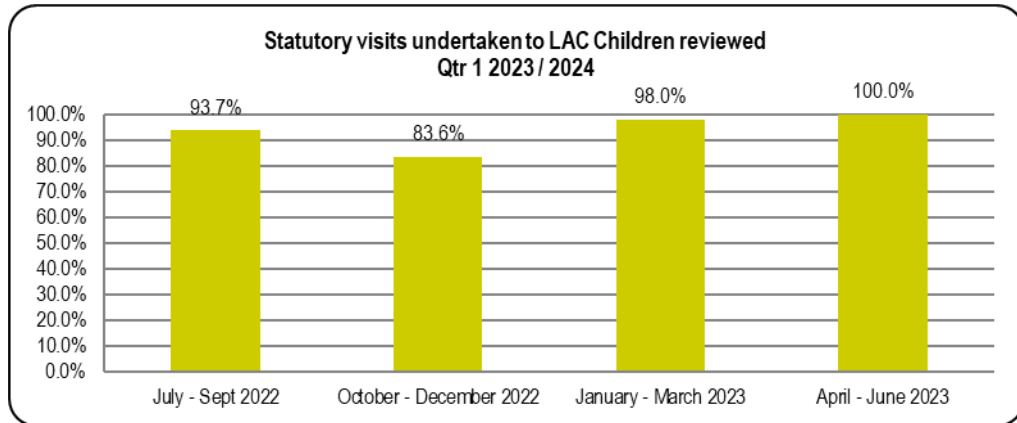 Statutory visits undertaken to LAC Children reviewed
Qtr 1 2023 / 2024
93.7%
83.6%
98.0%
100.0%
100.0%
90.0%
80.0%
70.0%
60.0%
50.0%
40.0%
30.0%
20.0%
10.0%
0.0%
July - Sept 2022
October - December 2022
January - March 2023
April - June 2023